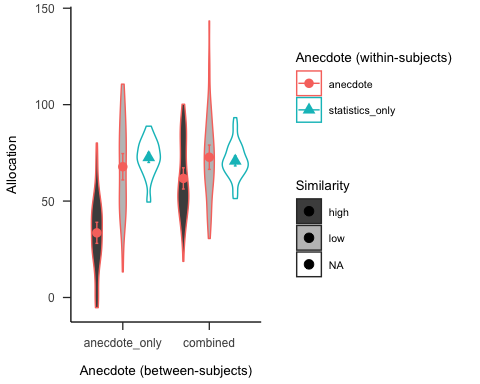 150
100
50
0
Allocation
anecdote_only combined
Anecdote (between-subjects)
Anecdote (within-subjects)
anecdote
statistics_only
Similarity
high
low
NA